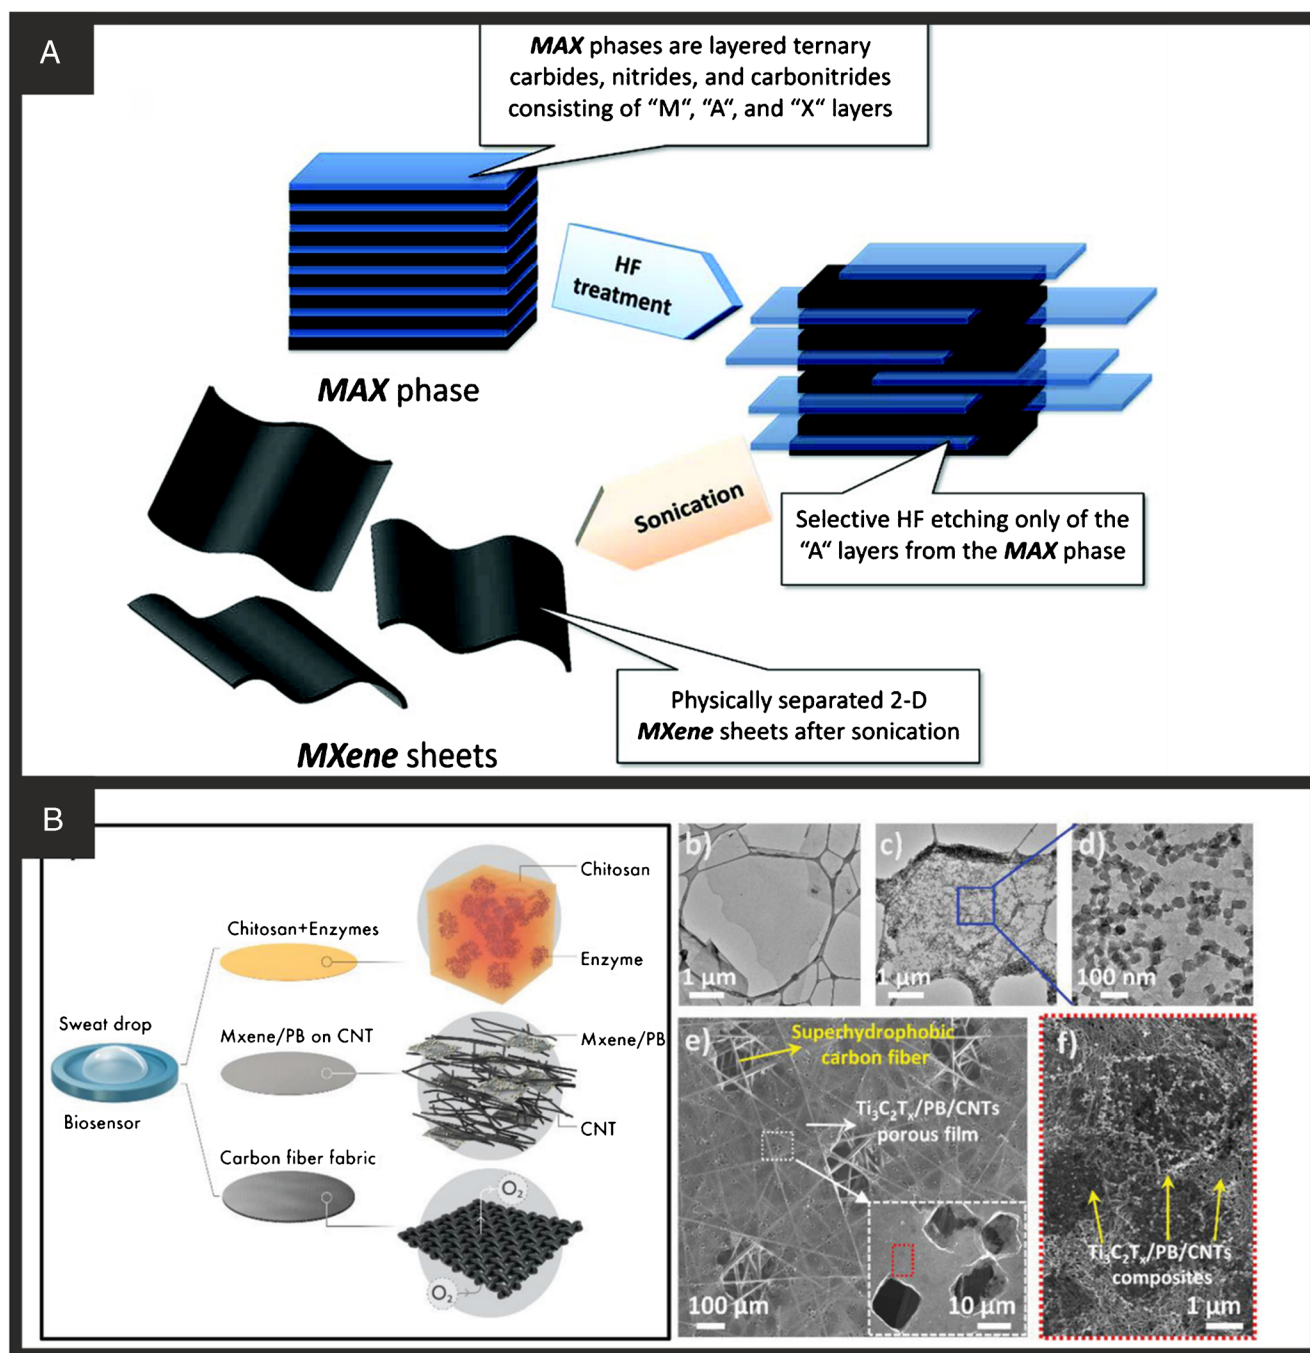 A
MAX phases are layered ternary
carbides, nitrides, and carbonitrides
consisting of “M“, “A“, and “X“ layers
HF
treatment
MAX phase
Sonication
Selective HF etching only of the
“A“ layers from the MAX phase
Physically separated 2-D
MXene sheets after sonication
MXene sheets
B
Chitosan
Chitosan+Enzymes
Enzyme
Sweat drop
Mxene/PB on CNT
Mxene/PB
Biosensor
CNT
Carbon fiber fabric
O₂
O₂
b)
1 μm
c)
1 μm
d)
100 nm
e)
Superhydrophobic
carbon fiber
Ti₃C₂Tₓ/PB/CNTs
porous film
100 μm
10 μm
f)
Ti₃C₂Tₓ/PB/CNTs
composites
1 μm